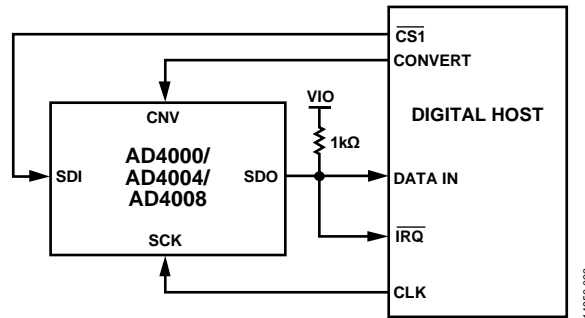 CS1
CONVERT
VIO
CNV
DIGITAL HOST
1kΩ
AD4000/
AD4004/
AD4008
SDI
SDO
DATA IN
SCK
IRQ
CLK